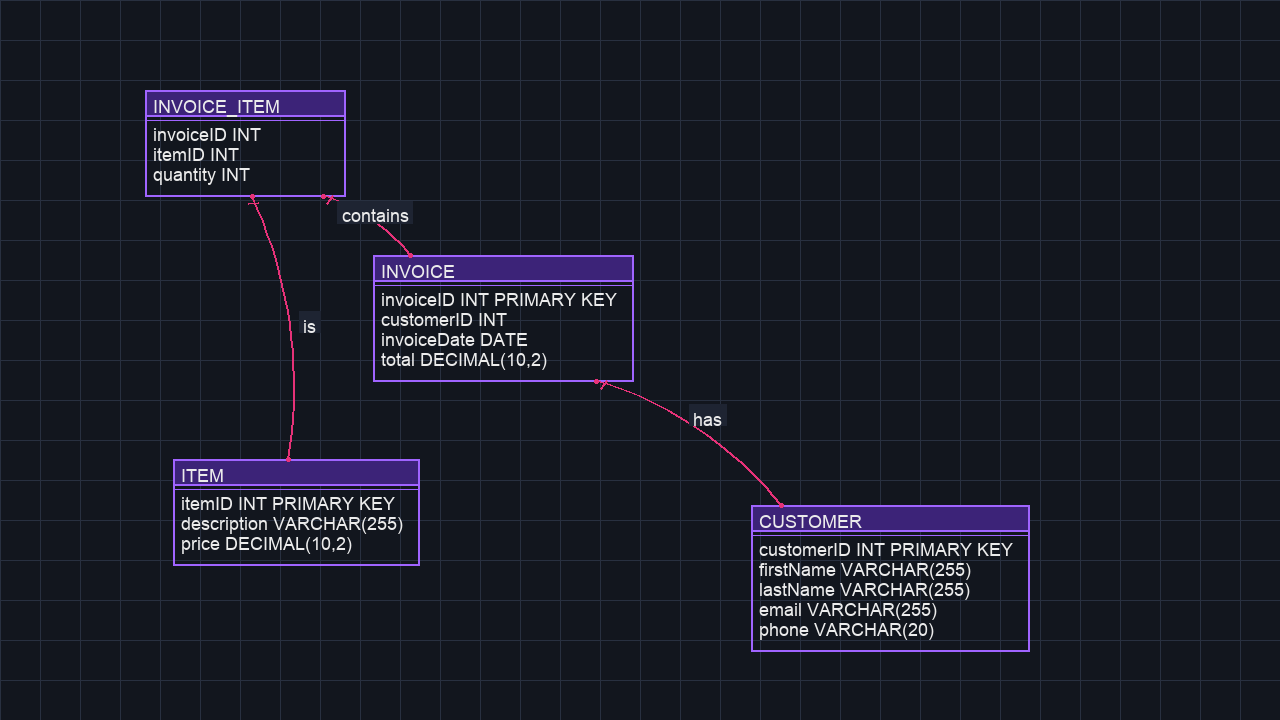 INVOICE_ITEM
invoiceID INT
itemID INT
quantity INT
contains
INVOICE
invoiceID INT PRIMARY KEY
customerID INT
invoiceDate DATE
total DECIMAL(10,2)
is
has
ITEM
itemID INT PRIMARY KEY
description VARCHAR(255)
price DECIMAL(10,2)
CUSTOMER
customerID INT PRIMARY KEY
firstName VARCHAR(255)
lastName VARCHAR(255)
email VARCHAR(255)
phone VARCHAR(20)